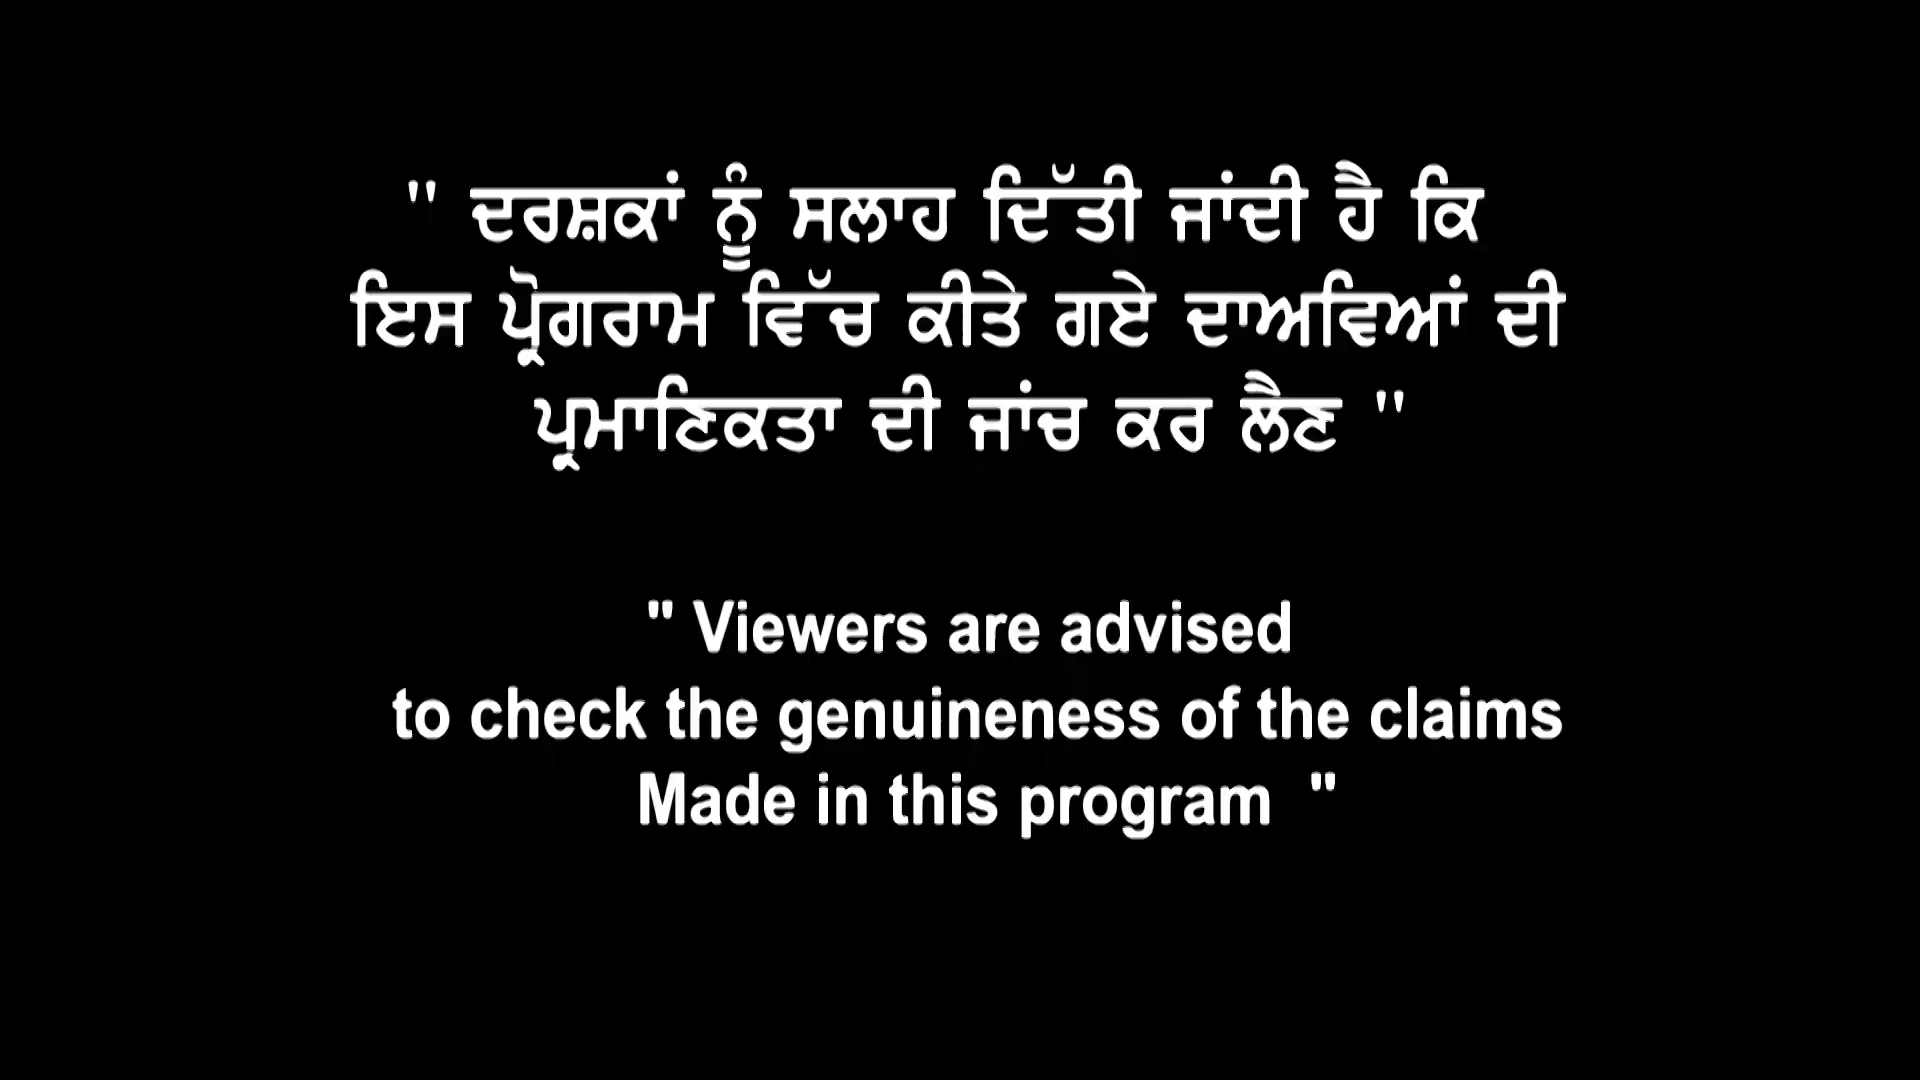 " ਦਰਸ਼ਕਾਂ ਨੂੰ ਸਲਾਹ ਦਿੱਤੀ ਜਾਂਦੀ ਹੈ ਕਿ
ਇਸ ਪ੍ਰੋਗਰਾਮ ਵਿੱਚ ਕੀਤੇ ਗਏ ਦਾਅਵਿਆਂ ਦੀ
ਪ੍ਰਮਾਣਿਕਤਾ ਦੀ ਜਾਂਚ ਕਰ ਲੈਣ "
" Viewers are advised
to check the genuineness of the claims
Made in this program "